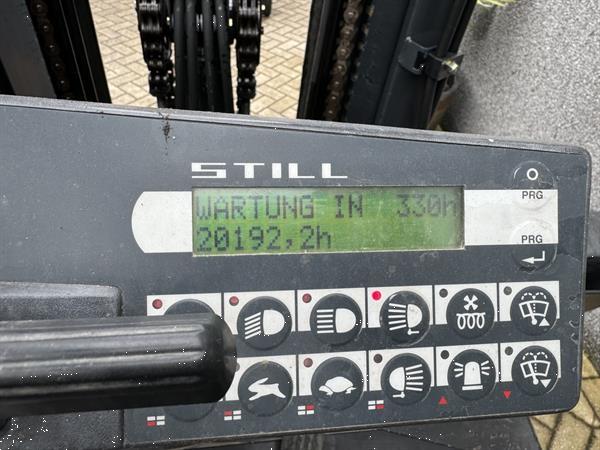 STILL
WARTUNG IN 330h
20192,2h
PRG
PRG